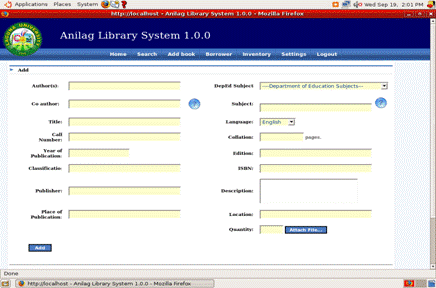 Applications Places System
Wed Sep 19, 2:01 PM
http://localhost - Anilag Library System 1.0.0 - Mozilla Firefox
Anilag Library System 1.0.0
Home Search Add book Borrower Inventory Settings Logout
Add
Author(s):
DepEd Subject
---Department of Education Subjects---
Co author:
Subject:
Title:
Language: English
Call Number:
Collation: pages.
Year of Publication:
Edition:
Classificatio
ISBN:
Publisher:
Description:
Place of Publication:
Location:
Quantity: Attach File...
Add
Done
http://localhost - Anilag Library System 1.0.0 - Mozilla Firefox